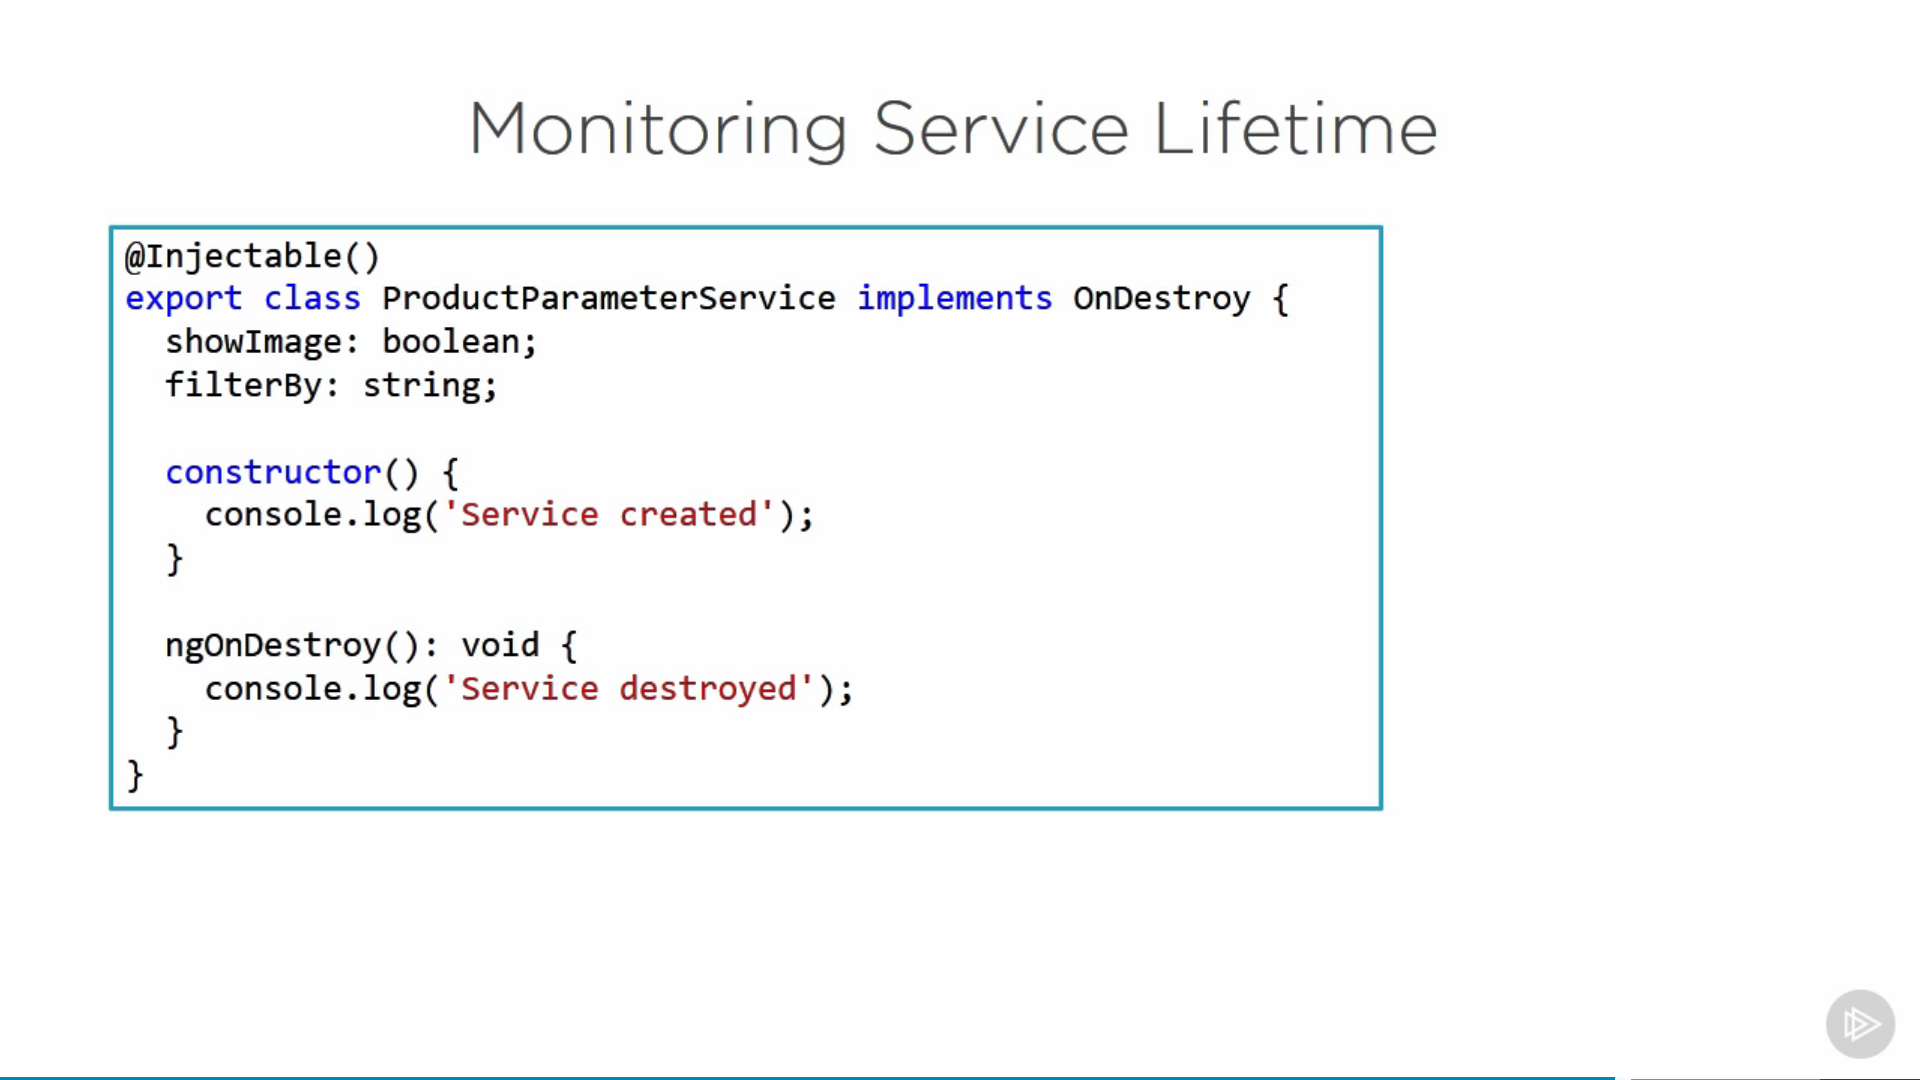 Monitoring Service Lifetime
@Injectable()
export class ProductParameterService implements OnDestroy {
  showImage: boolean;
  filterBy: string;

  constructor() {
    console.log('Service created');
  }

  ngOnDestroy(): void {
    console.log('Service destroyed');
  }
}